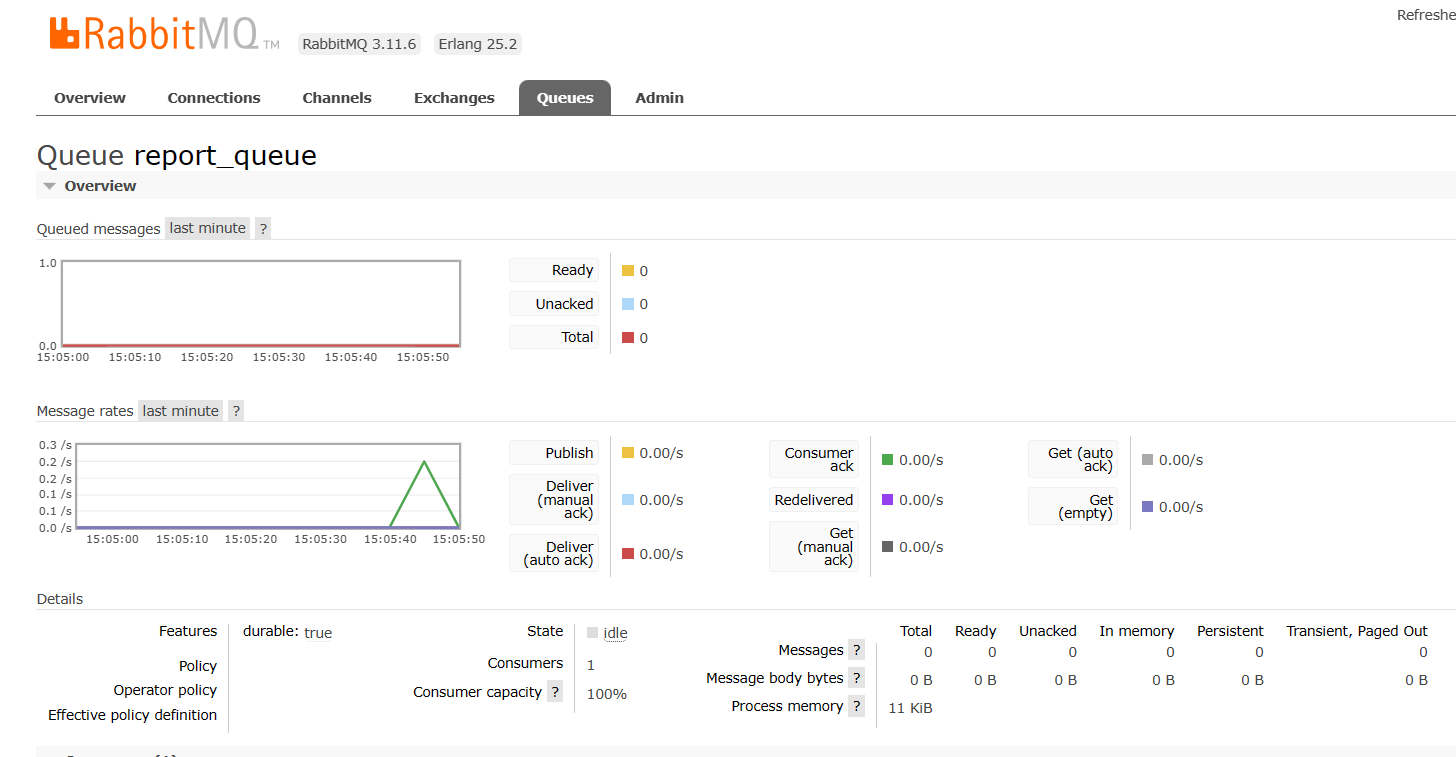 Refreshe
RabbitMQ TM RabbitMQ 3.11.6 Erlang 25.2
Overview Connections Channels Exchanges Queues Admin
Queue report_queue
Overview
Queued messages last minute ?
1.0
0.0
15:05:00 15:05:10 15:05:20 15:05:30 15:05:40 15:05:50
Ready 0
Unacked 0
Total 0
Message rates last minute ?
0.3 /s
0.2 /s
0.2 /s
0.1 /s
0.1 /s
0.0 /s
15:05:00 15:05:10 15:05:20 15:05:30 15:05:40 15:05:50
Publish 0.00/s
Deliver
(manual 0.00/s
ack)
Deliver
(auto ack) 0.00/s
Consumer
ack 0.00/s
Redelivered 0.00/s
Get
(manual 0.00/s
ack)
Get (auto
ack) 0.00/s
Get
(empty) 0.00/s
Details
Features durable: true
Policy
Operator policy
Effective policy definition
State idle
Consumers 1
Consumer capacity ? 100%
Total Ready Unacked In memory Persistent Transient, Paged Out
Messages ? 0 0 0 0 0 0
Message body bytes ? 0 B 0 B 0 B 0 B 0 B 0 B
Process memory ? 11 KiB